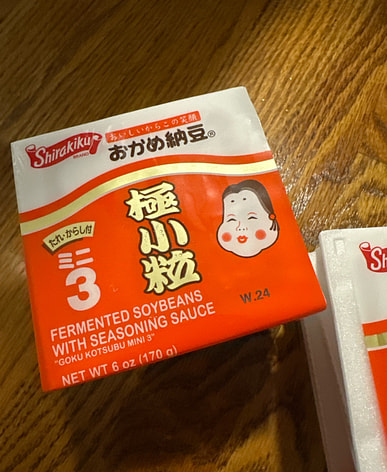 Shirakiku
BRAND
おいしいからこの笑顔
おかめ納豆®
たれ・からし付
ミニ
3
極小粒
W.24
FERMENTED SOYBEANS
WITH SEASONING SAUCE
"GOKU KOTSUBU MINI 3"
NET WT 6 oz (170 g)